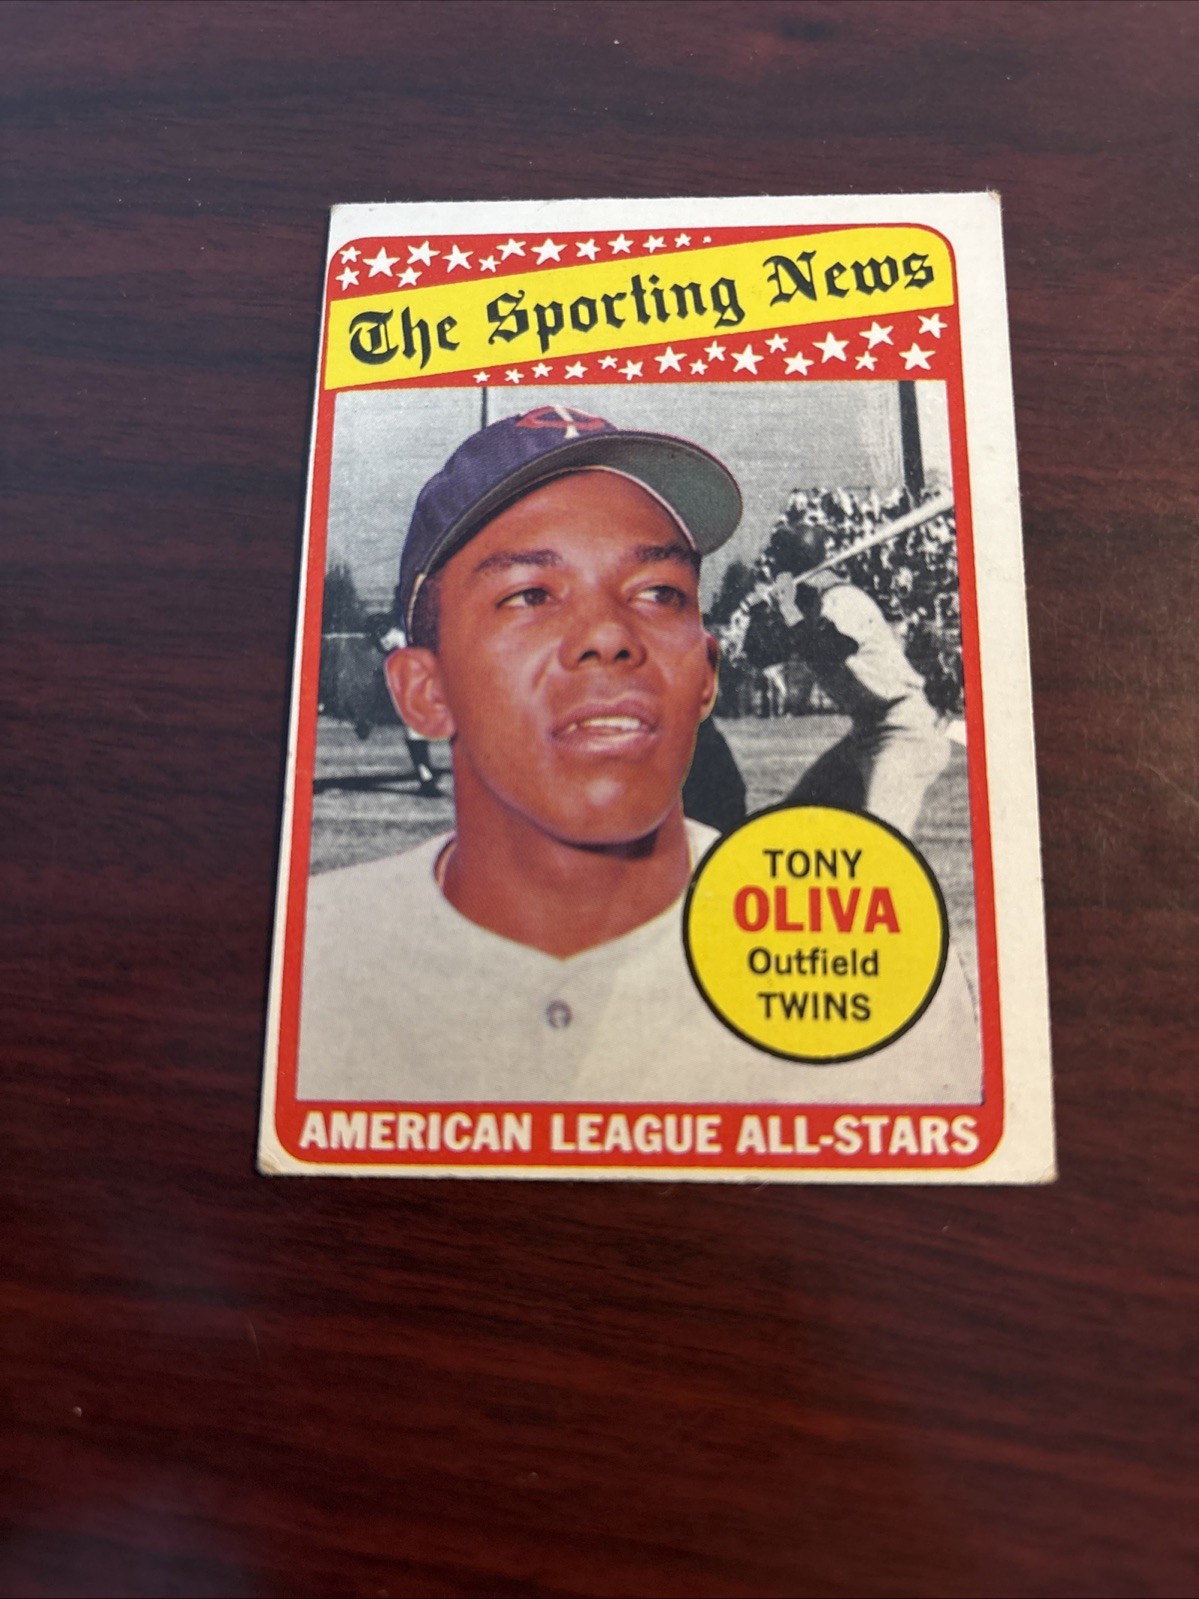 The Sporting News
TONY
OLIVA
Outfield
TWINS
AMERICAN LEAGUE ALL-STARS